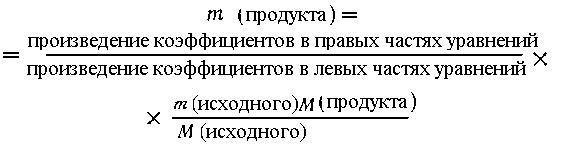 m (продукта) =
= произведение коэффициентов в правых частях уравнений
произведение коэффициентов в левых частях уравнений ×
× m(исходного)M(продукта)
M (исходного)